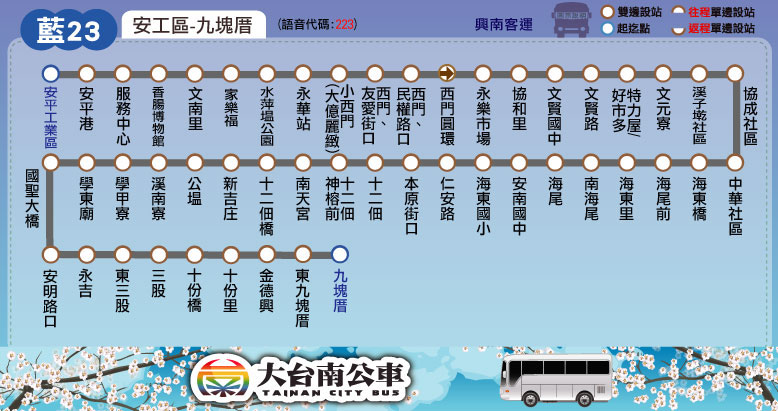 藍23
安工區-九塊厝
(語音代碼:223)
興南客運
雙邊設站
往程單邊設站
起迄點
返程單邊設站
安平工業區
安平港
服務中心
香腸博物館
文南里
家樂福
水萍塭公園
永華站
小西門(大億麗緻)
西門、友愛街口
西門、民權路口
西門圓環
永樂市場
協和里
文賢國中
文賢路
特力屋/好市多
文元寮
溪子墘社區
協成社區
中華社區
海東橋
海尾前
海東里
南海尾
海尾
安南國中
海東國小
仁安路
本原街口
十二佃
十二佃神榕前
南天宮
十二佃橋
新吉庄
公塭
溪南寮
學甲寮
學東廟
國聖大橋
安明路口
永吉
東三股
三股
十份橋
十份里
金德興
東九塊厝
九塊厝
大台南公車
TAINAN CITY BUS